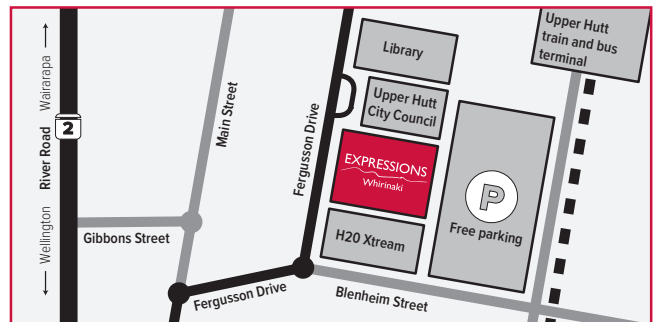 Upper Hutt
train and bus
terminal
Library
Upper Hutt
City Council
EXPRESSIONS
Whirinaki
H20 Xtream
P
Free parking
Wairarapa
2
River Road
Wellington
Main Street
Fergusson Drive
Gibbons Street
Fergusson Drive
Blenheim Street